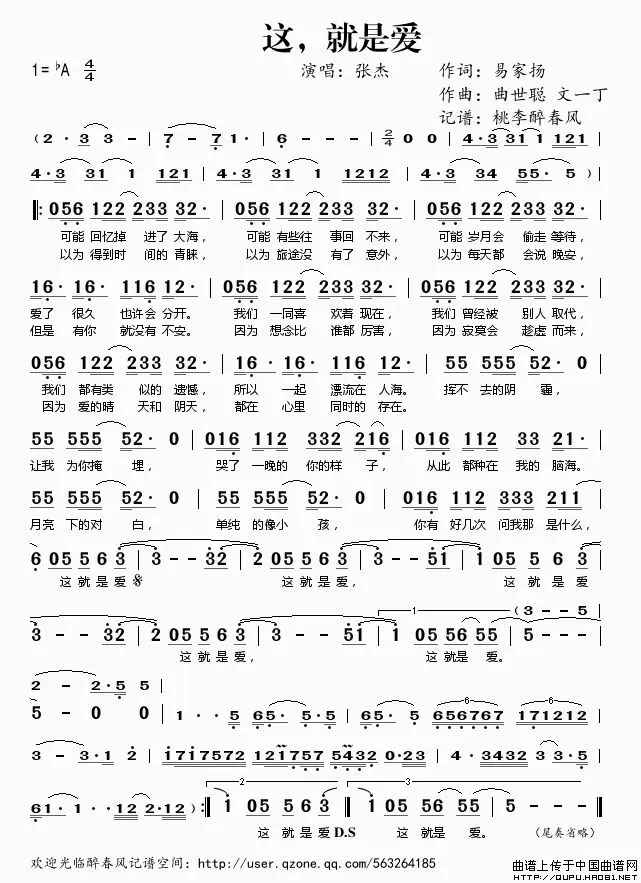 这，就是爱
1=♭A 4/4 演唱：张杰 作词：易家扬
作曲：曲世聪 文一丁
记谱：桃李醉春风
（2· 3 3 - | 7 - 7 1· | 6 - - - | 2/4 0 0 | 4·3 31 1 121 |
4·3 31 1 121 | 4·3 31 1 1212 | 4·3 34 55· 5 ）|
‖: 056 122 233 32· | 056 122 233 32· | 056 122 233 32· |
可能 回忆掉 进了 大海， 可能 有些往 事回 不来， 可能 岁月会 偷走 等待，
以为 得到时 间的 青睐， 以为 旅途没 有了 意外， 以为 每天都 会说 晚安，
16· 16· 116 12· | 056 122 233 32· | 056 122 233 32· |
爱了 很久 也许会 分开。 我们 一同喜 欢着 现在， 我们 曾经被 别人 取代，
但是 有你 就没有 不安。 因为 想念比 谁都 厉害， 因为 寂寞会 趁虚 而来，
056 122 233 32· | 16· 16· 116 12· | 55 555 52· 0 |
我们 都有类 似的 遗憾， 所以 一起 漂流在 人海。 挥不 去的阴 霾，
因为 爱的晴 天和 阴天， 都在 心里 同时的 存在。
55 555 52· 0 | 016 112 332 216 | 016 112 33 21· |
让我 为你掩 埋， 哭了 一晚的 你的样 子， 从此 都种在 我的 脑海。
55 555 52· 0 | 55 555 52· 0 | 016 112 333 211 |
月亮 下的对 白， 单纯 的像小 孩， 你有 好几次 问我那 是什么，
6 05 5 6 3 | 3 - - 32 | 2 05 5 6 3 | 3 - - 51 | 1 05 5 6 3 |
这 就 是 爱 𝄋 这 就 是 爱， 这 就 是 爱
1 （3 - - 5 |
3 - - 32 | 2 05 5 6 3 | 3 - - 51 | 1 05 56 55 | 5 - - - |
这 就 是 爱， 这 就是 爱。
2 - 2·5 5 |
5 - 0 0 | 1 · · 5 | 65· 5·5 | 65· 5 656767 171212 |
3 - 3·1 2 | 1717572 121757 5432 0·23 | 4· 3432 3 3·5 |
61· 1 · · 12 2·12 ）:‖ 2 1 05 5 6 3 :‖ 3 1 05 56 55 | 5 - - - ‖
这 就 是 爱 D.S 这 就是 爱。 （尾奏省略）
欢迎光临醉春风记谱空间：http://user.qzone.qq.com/563264185
曲谱上传于中国曲谱网
HTTP://QUPU.HAO81.NET